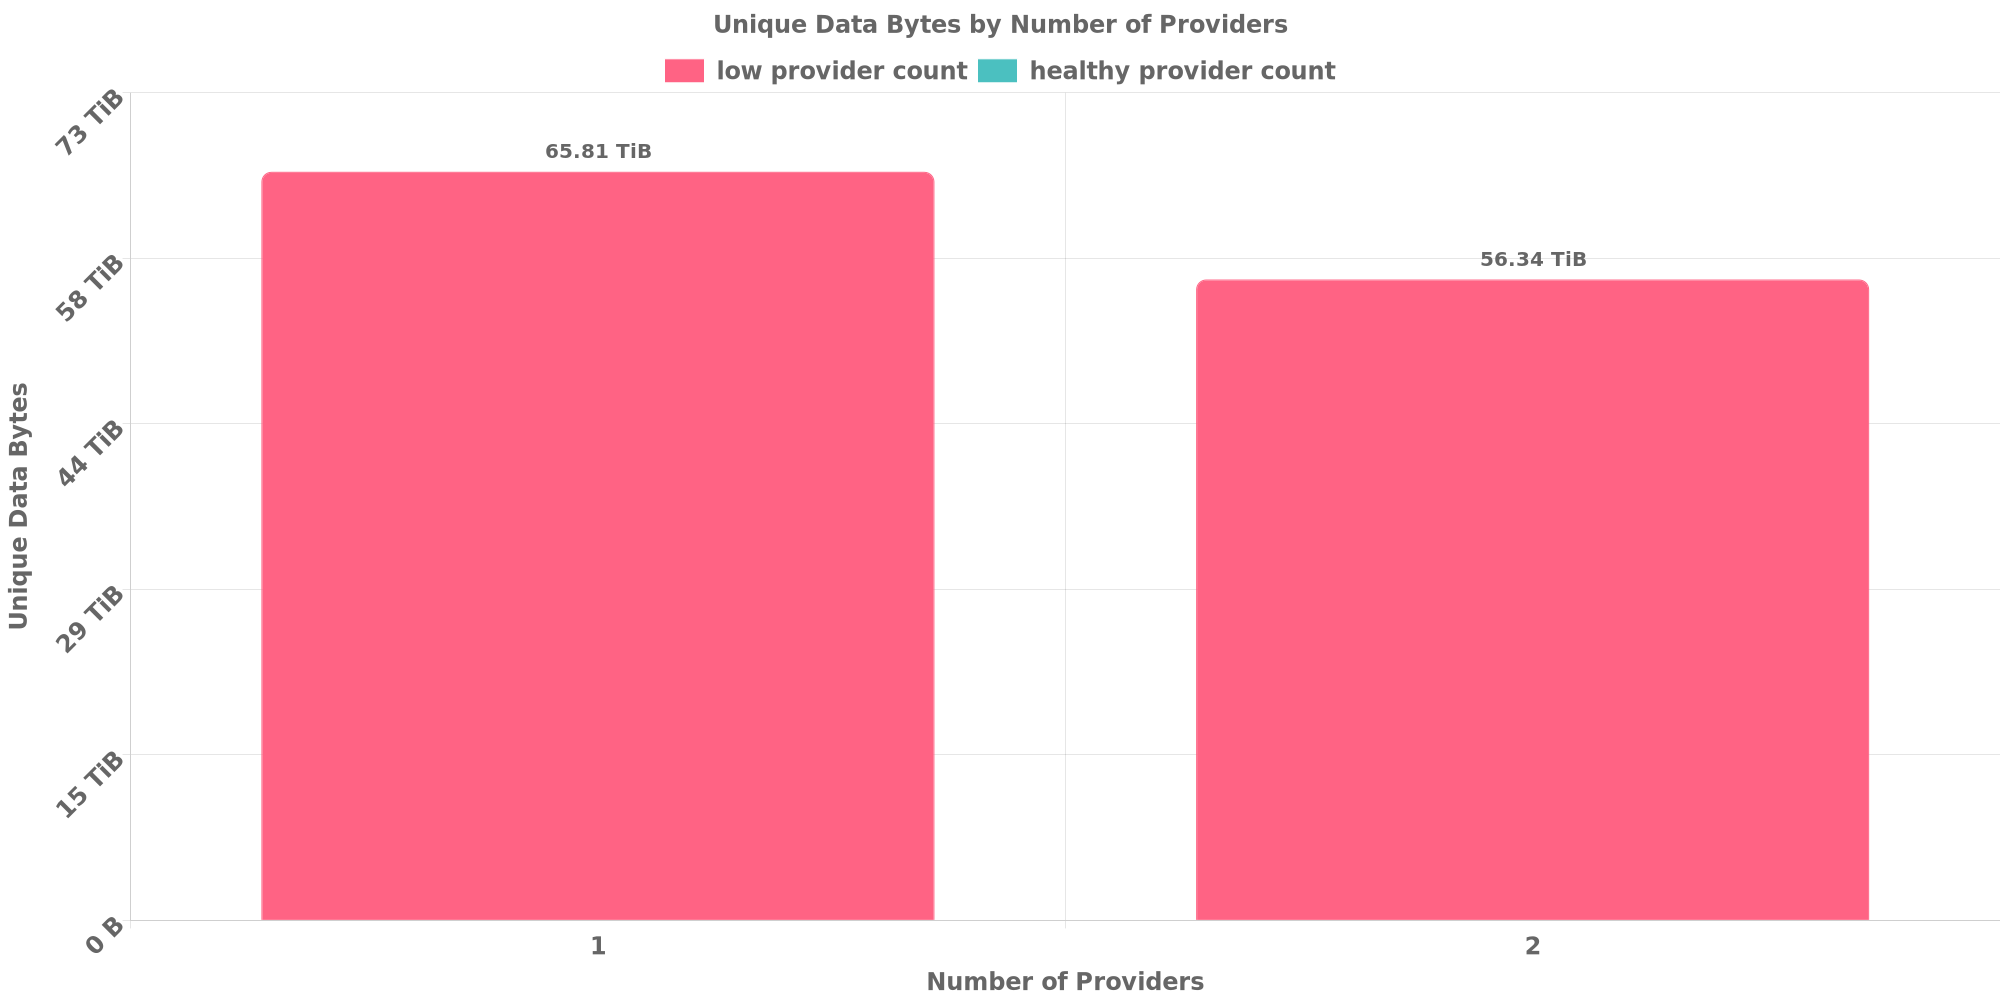 Unique Data Bytes by Number of Providers
low provider count
healthy provider count
73 TiB
58 TiB
44 TiB
29 TiB
15 TiB
0 B
Unique Data Bytes
65.81 TiB
56.34 TiB
1
2
Number of Providers